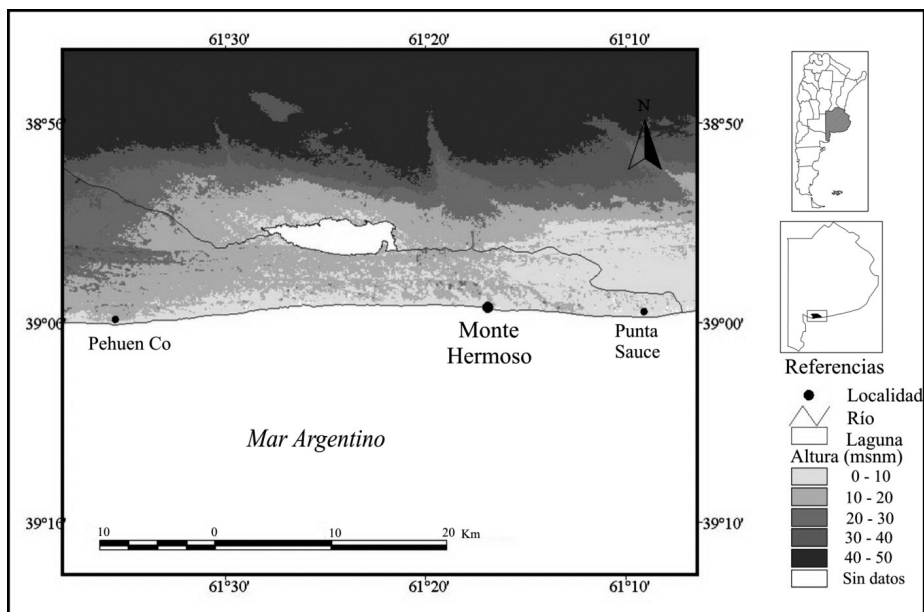 61°30' 61°20' 61°10'
38°50' 38°50'
N
39°00' 39°00'
Pehuen Co
Monte
Hermoso
Punta
Sauce
Mar Argentino
39°10' 39°10'
10 0 10 20 Km
61°30' 61°20' 61°10'
Referencias
Localidad
Río
Laguna
Altura (msnm)
0 - 10
10 - 20
20 - 30
30 - 40
40 - 50
Sin datos